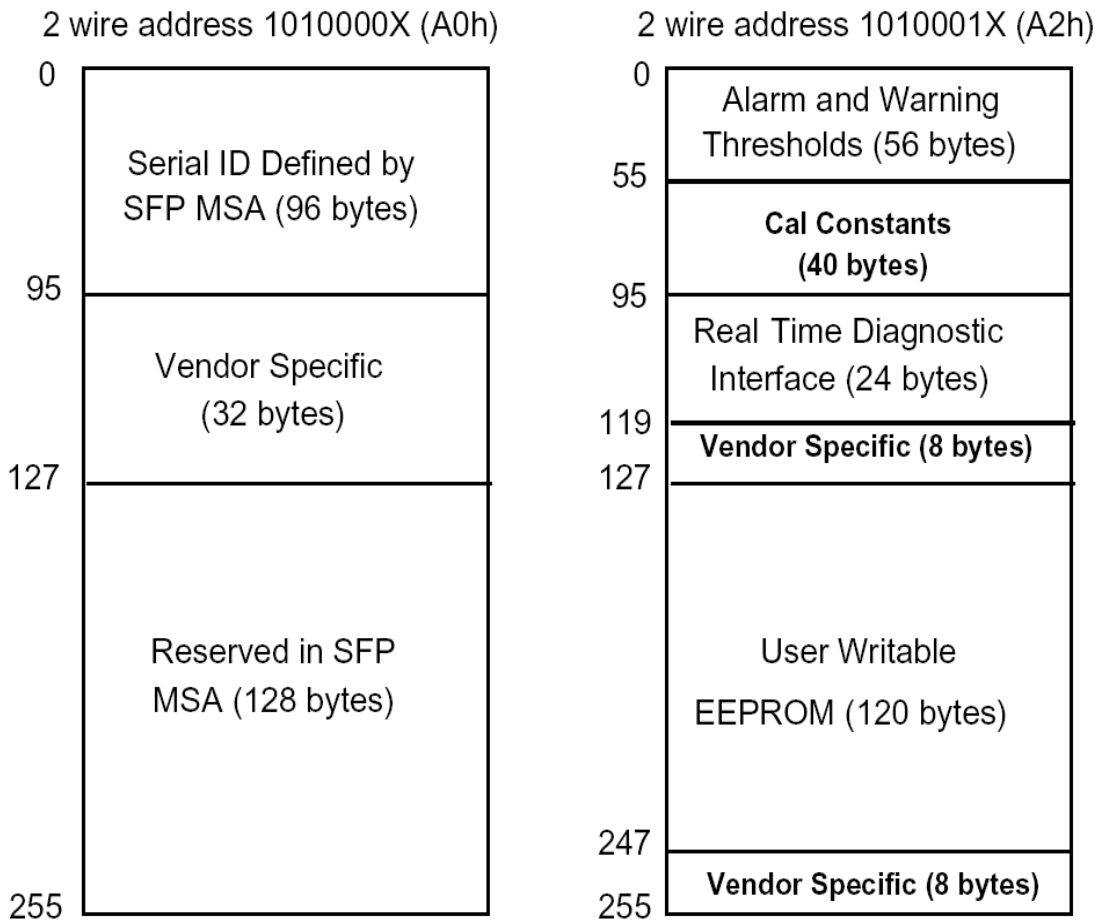 2 wire address 1010000X (A0h)
0
Serial ID Defined by
SFP MSA (96 bytes)
95
Vendor Specific
(32 bytes)
127
Reserved in SFP
MSA (128 bytes)
255
2 wire address 1010001X (A2h)
0
Alarm and Warning
Thresholds (56 bytes)
55
Cal Constants
(40 bytes)
95
Real Time Diagnostic
Interface (24 bytes)
119
Vendor Specific (8 bytes)
127
User Writable
EEPROM (120 bytes)
247
Vendor Specific (8 bytes)
255